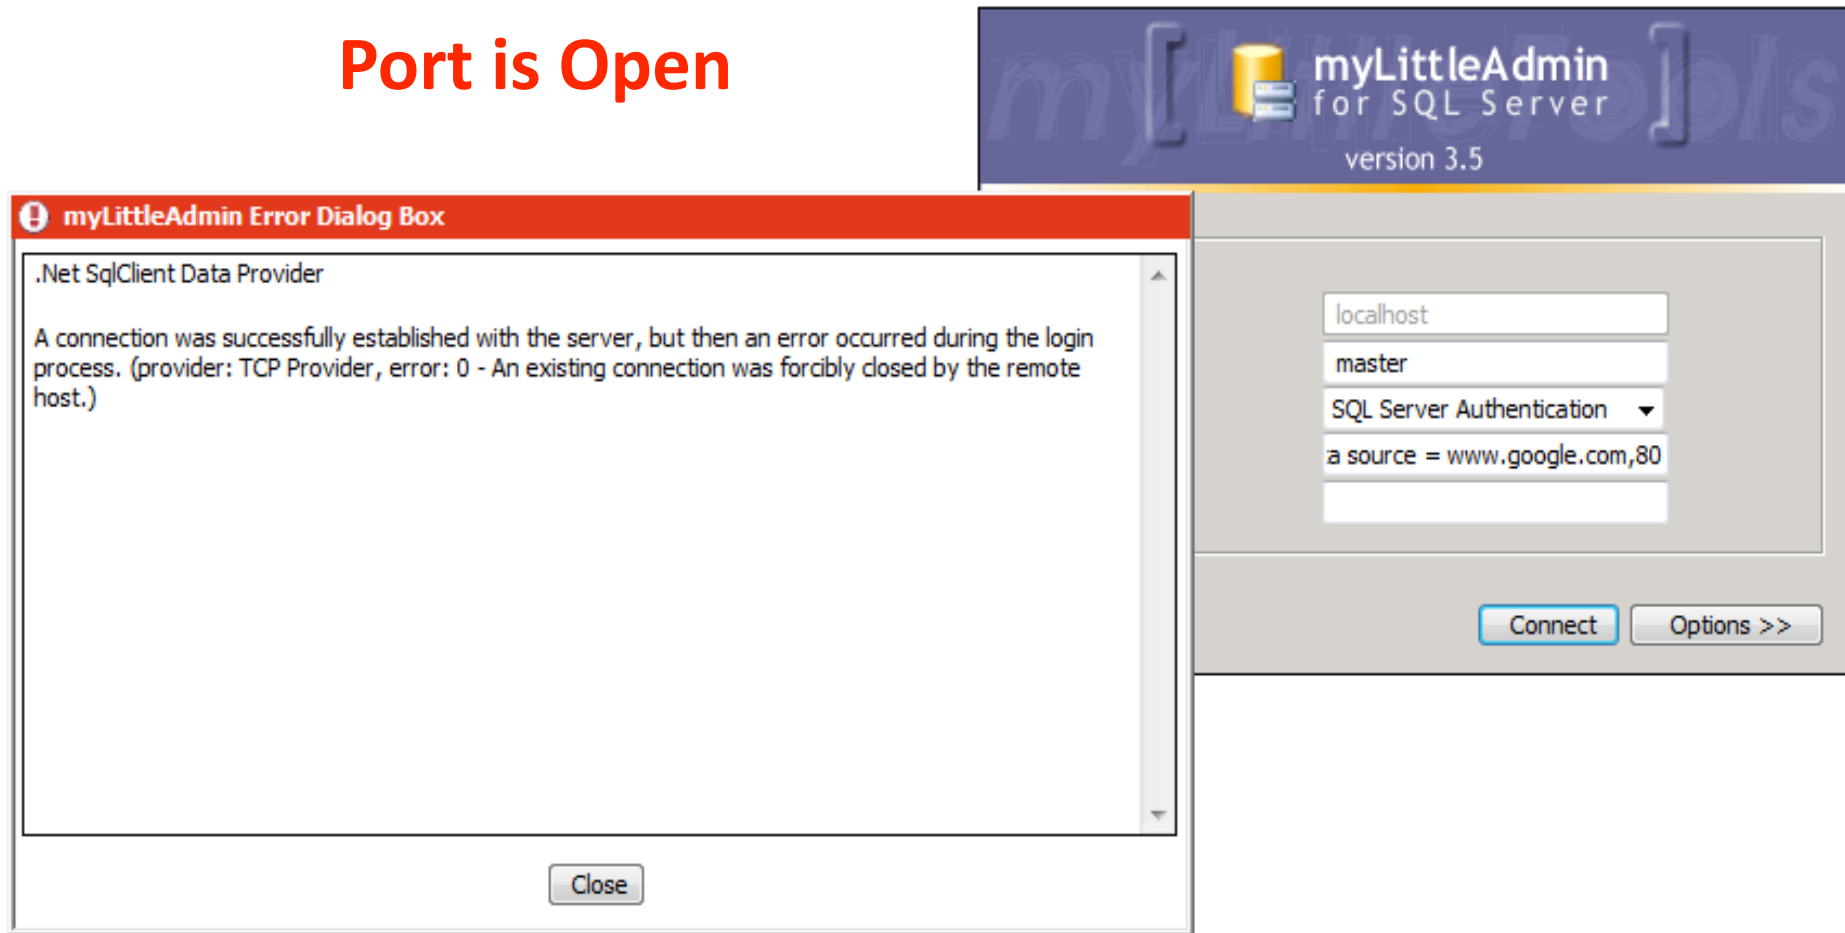 Port is Open
myLittleTools
myLittleAdmin
for SQL Server
version 3.5
myLittleAdmin Error Dialog Box
.Net SqlClient Data Provider
A connection was successfully established with the server, but then an error occurred during the login
process. (provider: TCP Provider, error: 0 - An existing connection was forcibly closed by the remote
host.)
Close
localhost
master
SQL Server Authentication
a source = www.google.com,80
Connect
Options >>